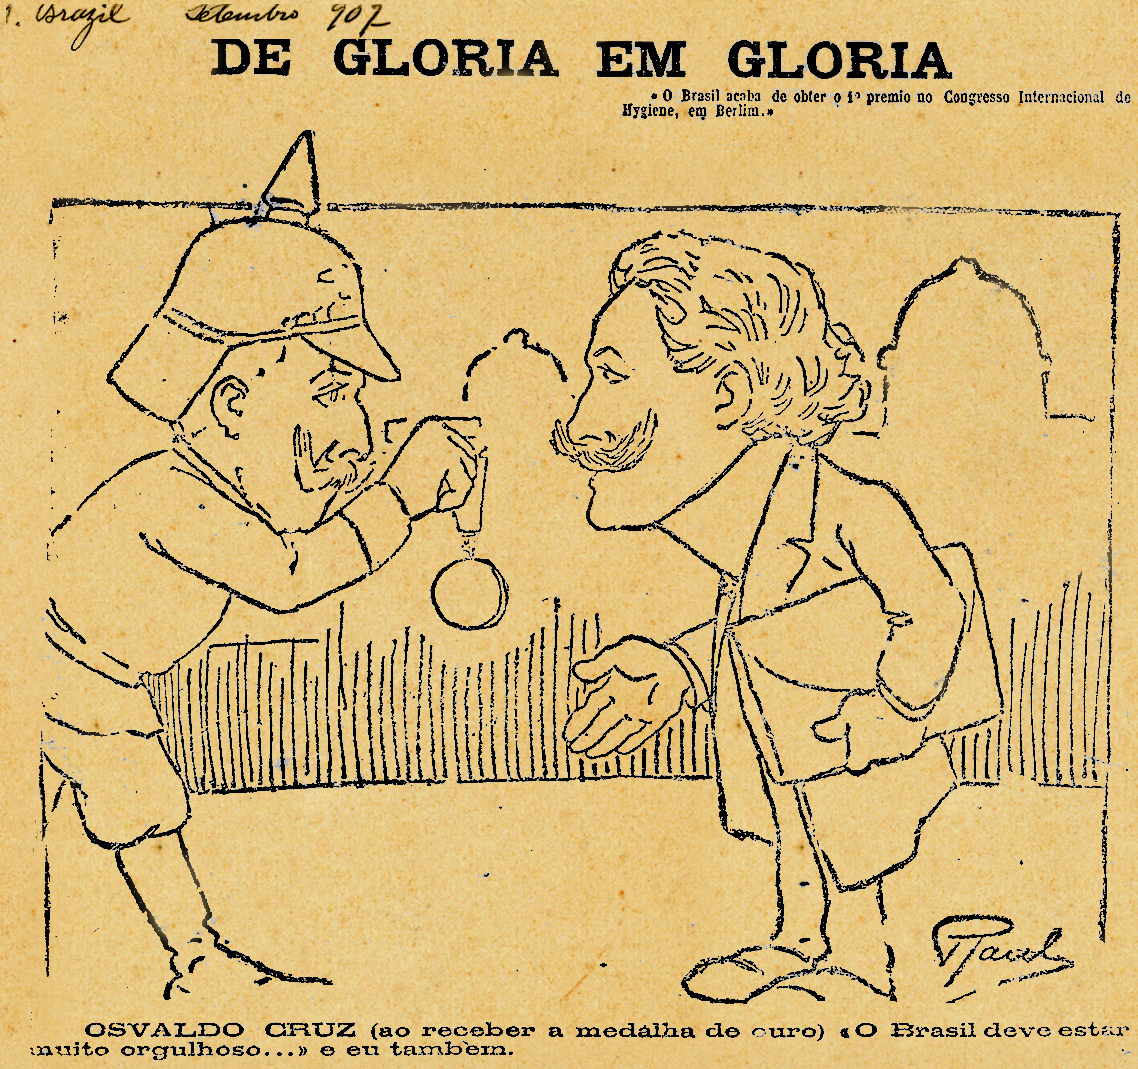 1. Brazil Setembro 907
DE GLORIA EM GLORIA
«O Brasil acaba de obter o 1º premio no Congresso Internacional de
Hygiene, em Berlim.»
OSVALDO CRUZ (ao receber a medalha de ouro) «O Brasil deve estar
muito orgulhoso...» e eu tambem.